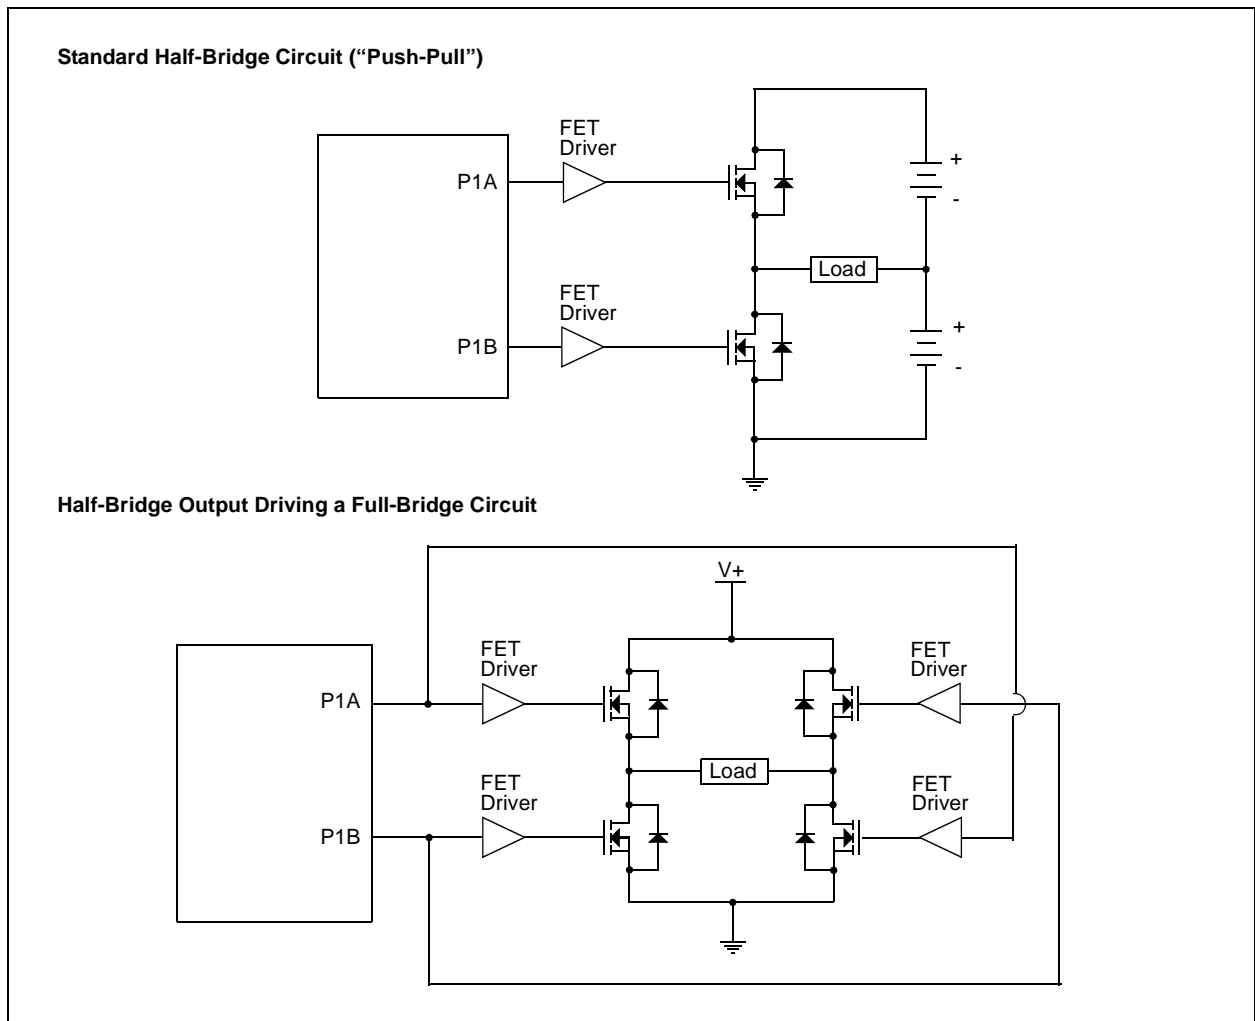 Standard Half-Bridge Circuit (“Push-Pull”)
FET
Driver
P1A
+
-
Load
FET
Driver
P1B
+
-
Half-Bridge Output Driving a Full-Bridge Circuit
V+
FET
Driver
FET
Driver
P1A
Load
FET
Driver
FET
Driver
P1B